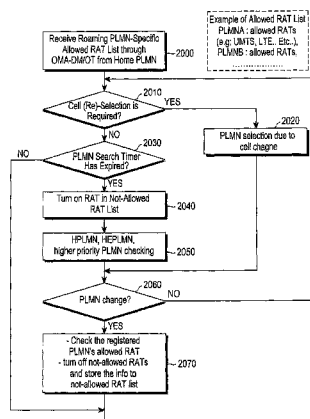 Receive Roaming PLMN-Specific
Allowed RAT List through
OMA-DM/OT from Home PLMN
2000
Example of Allowed RAT List
PLMNA : allowed RATs
(e.g: UMTS, LTE.. Etc..),
PLMNB : allowed RATs,
..................
2010
Cell (Re)-Selection is
Required?
YES
NO
2020
PLMN selection due to
cell chagne
2030
NO
PLMN Search Timer
Has Expired?
YES
Turn on RAT in Not-Allowed
RAT List
2040
HPLMN, HEPLMN,
higher priority PLMN checking
2050
2060
PLMN change?
NO
YES
- Check the registered
PLMN's allowed RAT
- turn off not-allowed RATs
and store the info to
not-allowed RAT list
2070